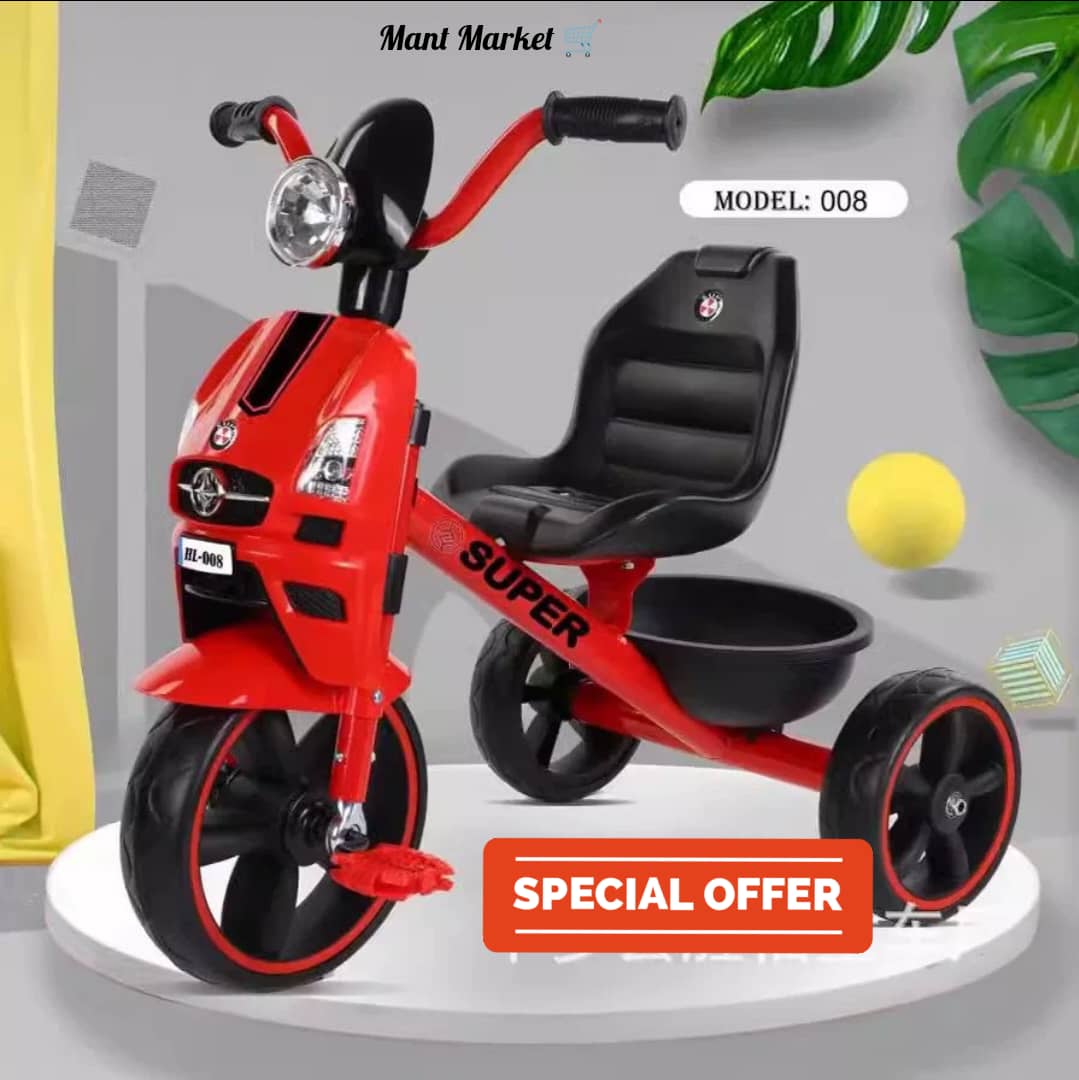 Mant Market 🛒
MODEL: 008
HL-008
SUPER
SPECIAL OFFER